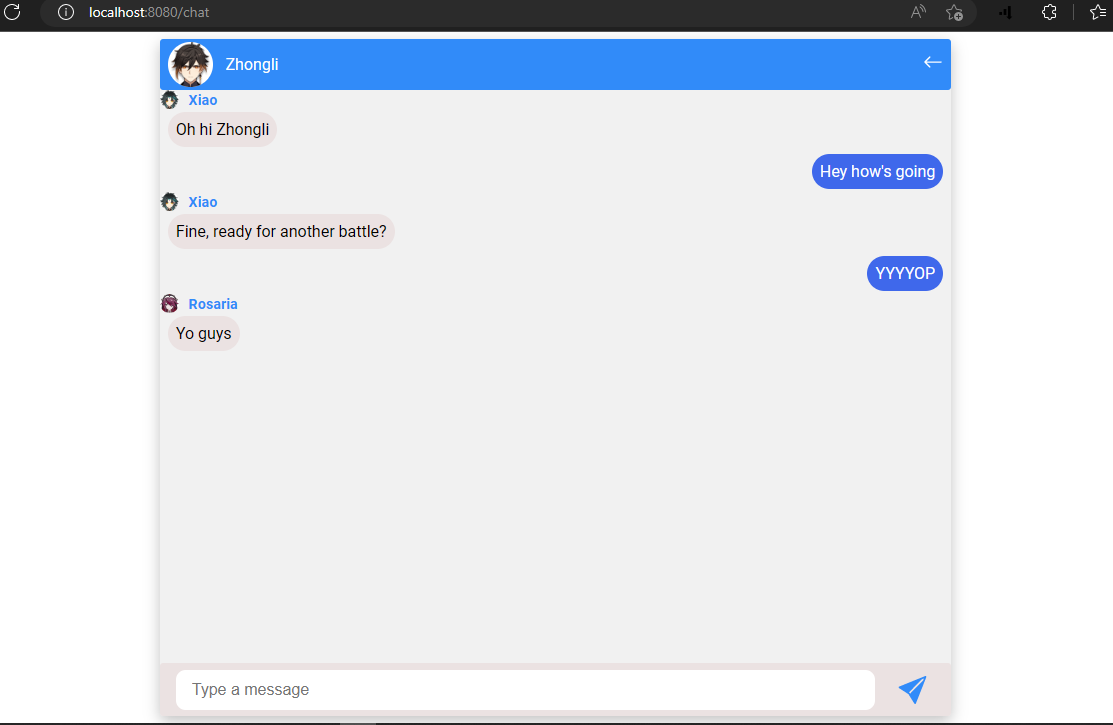 localhost:8080/chat
Zhongli
Xiao
Oh hi Zhongli
Hey how's going
Xiao
Fine, ready for another battle?
YYYYOP
Rosaria
Yo guys
Type a message